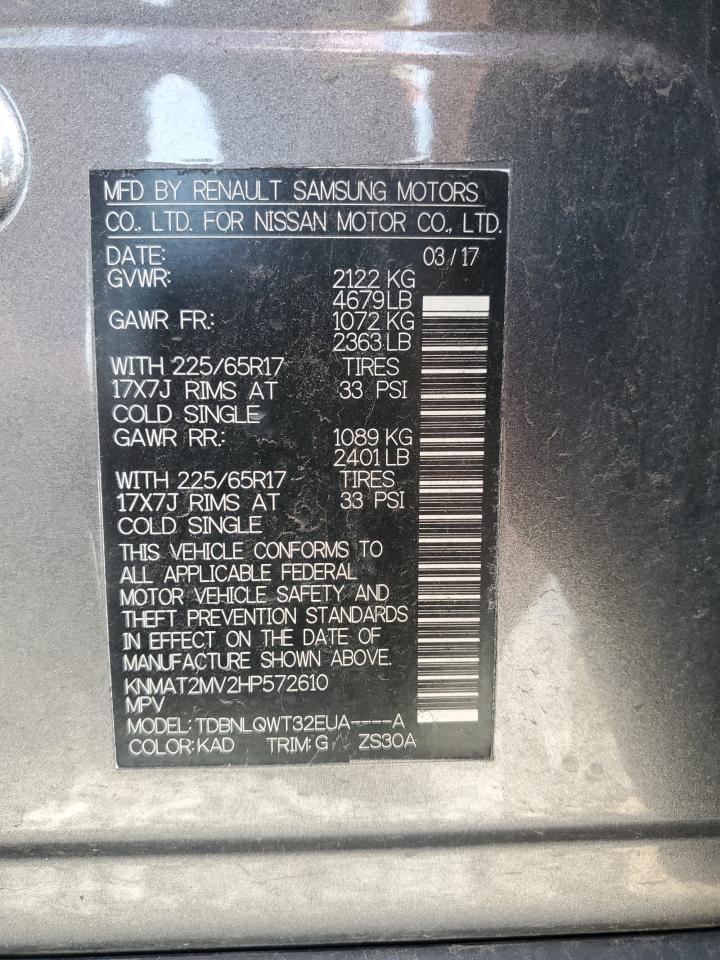 MFD BY RENAULT SAMSUNG MOTORS
CO., LTD. FOR NISSAN MOTOR CO., LTD.
DATE: 03/17
GVWR: 2122 KG
4679 LB
GAWR FR.: 1072 KG
2363 LB
WITH 225/65R17 TIRES
17X7J RIMS AT 33 PSI
COLD SINGLE
GAWR RR.: 1089 KG
2401 LB
WITH 225/65R17 TIRES
17X7J RIMS AT 33 PSI
COLD SINGLE
THIS VEHICLE CONFORMS TO
ALL APPLICABLE FEDERAL
MOTOR VEHICLE SAFETY AND
THEFT PREVENTION STANDARDS
IN EFFECT ON THE DATE OF
MANUFACTURE SHOWN ABOVE.
KNMAT2MV2HP572610
MPV
MODEL: TDBNLQWT32EUA----A
COLOR: KAD TRIM: G ZS30A